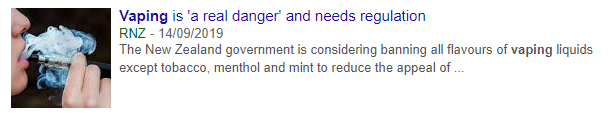 Vaping is 'a real danger' and needs regulation
RNZ - 14/09/2019
The New Zealand government is considering banning all flavours of vaping liquids
except tobacco, menthol and mint to reduce the appeal of ...